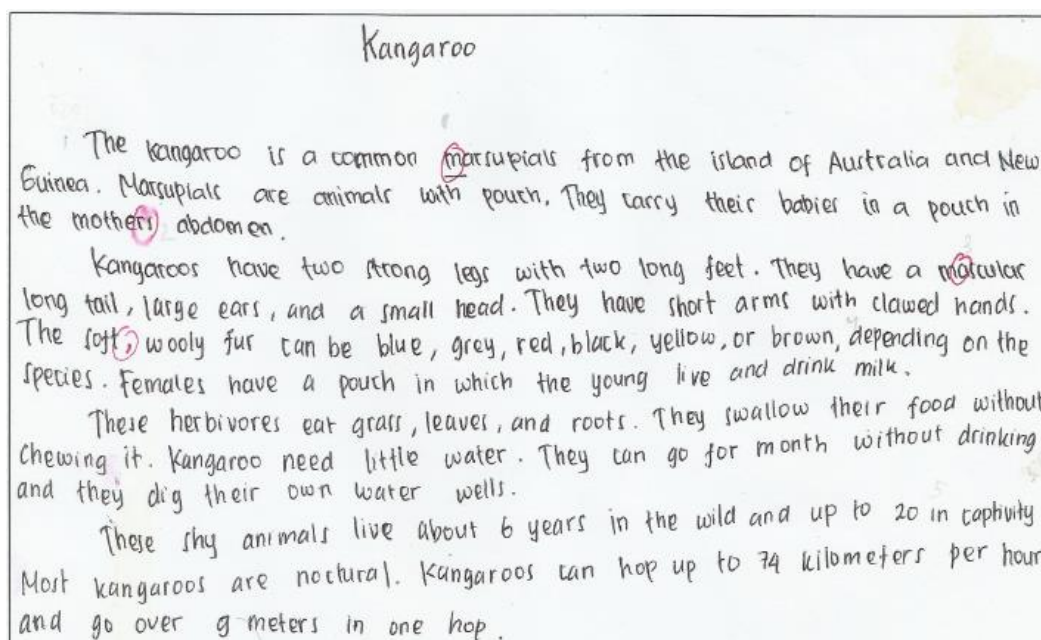 Kangaroo
The kangaroo is a common marsupials from the island of Australia and New
Guinea. Marsupials are animals with pouch. They carry their babies in a pouch in
the mothers abdomen.
Kangaroos have two strong legs with two long feet. They have a mascular
long tail, large ears, and a small head. They have short arms with clawed hands.
The soft, wooly fur can be blue, grey, red, black, yellow, or brown, depending on the
species. Females have a pouch in which the young live and drink milk.
These herbivores eat grass, leaves, and roots. They swallow their food without
chewing it. Kangaroo need little water. They can go for month without drinking
and they dig their own water wells.
These shy animals live about 6 years in the wild and up to 20 in captivity
Most kangaroos are noctural. Kangaroos can hop up to 74 kilometers per hour
and go over 9 meters in one hop.